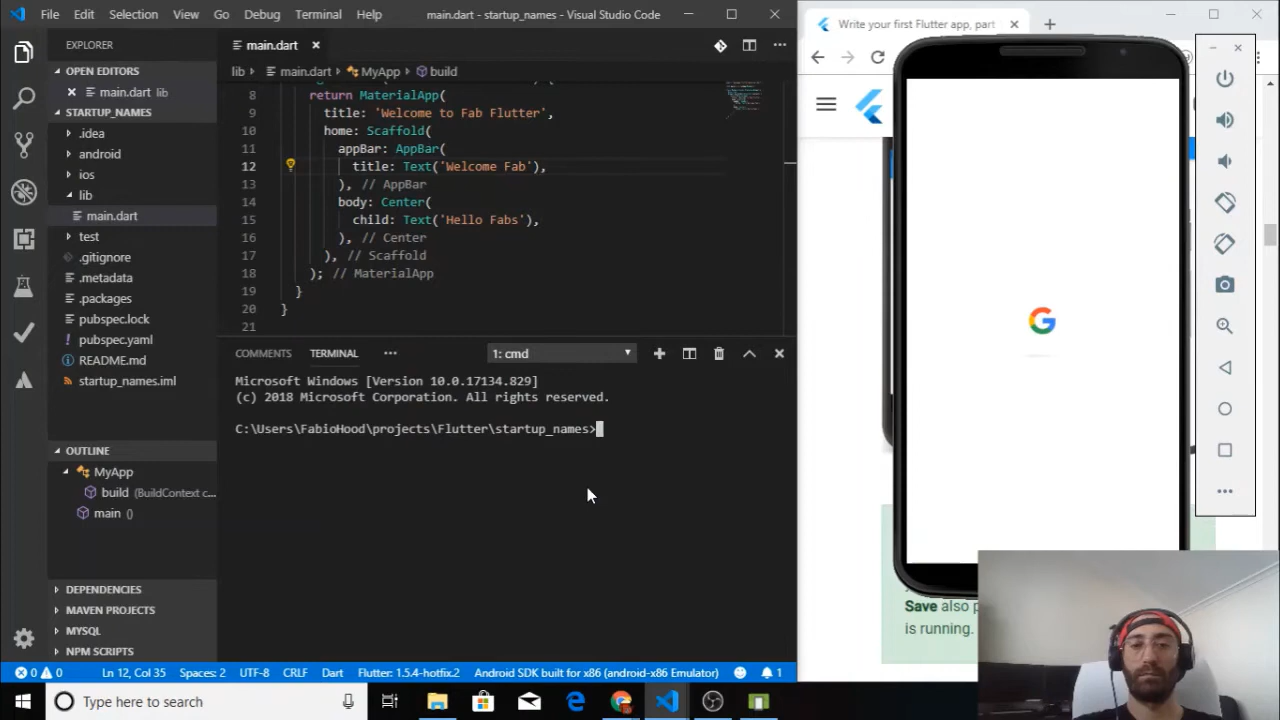 File Edit Selection View Go Debug Terminal Help main.dart - startup_names - Visual Studio Code
EXPLORER
OPEN EDITORS
main.dart lib
STARTUP_NAMES
.idea
android
ios
lib
main.dart
test
.gitignore
.metadata
.packages
pubspec.lock
pubspec.yaml
README.md
startup_names.iml
OUTLINE
MyApp
build (BuildContext c...
main ()
DEPENDENCIES
MAVEN PROJECTS
MYSQL
NPM SCRIPTS
main.dart
lib main.dart MyApp build
8 return MaterialApp(
9 title: 'Welcome to Fab Flutter',
10 home: Scaffold(
11 appBar: AppBar(
12 title: Text('Welcome Fab'),
13 ), // AppBar
14 body: Center(
15 child: Text('Hello Fabs'),
16 ), // Center
17 ), // Scaffold
18 ); // MaterialApp
19 }
20 }
21
COMMENTS TERMINAL ··· 1: cmd
Microsoft Windows [Version 10.0.17134.829]
(c) 2018 Microsoft Corporation. All rights reserved.
C:\Users\FabioHood\projects\Flutter\startup_names>
0 0 Ln 12, Col 35 Spaces: 2 UTF-8 CRLF Dart Flutter: 1.5.4-hotfix.2 Android SDK built for x86 (android-x86 Emulator) 1
Write your first Flutter app, part
G
Save also p
is running.
Type here to search